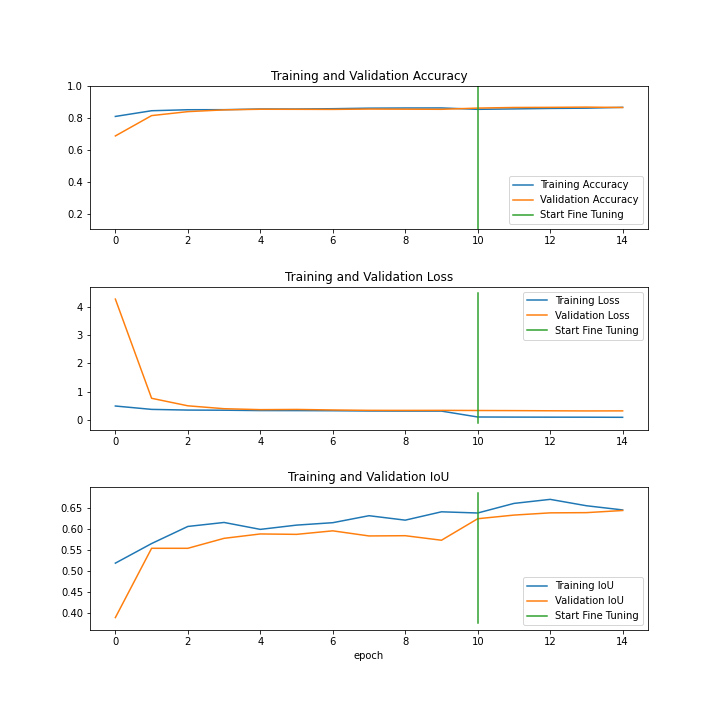 Training and Validation Accuracy
1.0
0.8
0.6
0.4
0.2
Training Accuracy
Validation Accuracy
Start Fine Tuning
0 2 4 6 8 10 12 14
Training and Validation Loss
4
3
2
1
0
Training Loss
Validation Loss
Start Fine Tuning
0 2 4 6 8 10 12 14
Training and Validation IoU
0.65
0.60
0.55
0.50
0.45
0.40
Training IoU
Validation IoU
Start Fine Tuning
0 2 4 6 8 10 12 14
epoch